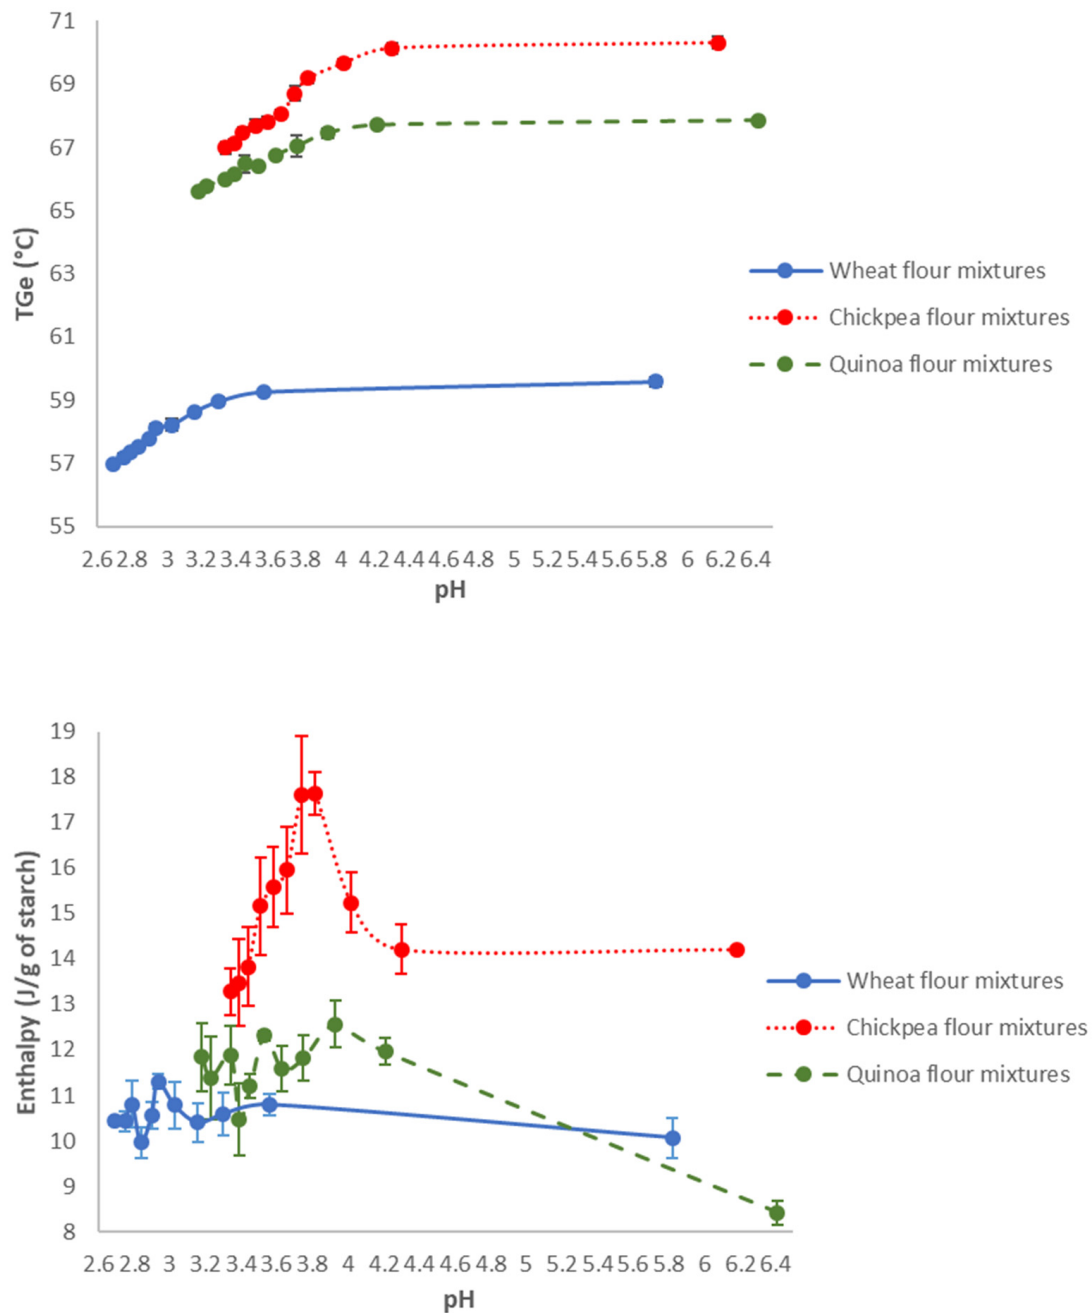 71
69
67
65
63
61
59
57
55
TGe (°C)
2.6 2.8 3 3.2 3.4 3.6 3.8 4 4.2 4.4 4.6 4.8 5 5.2 5.4 5.6 5.8 6 6.2 6.4
pH
Wheat flour mixtures
Chickpea flour mixtures
Quinoa flour mixtures
19
18
17
16
15
14
13
12
11
10
9
8
Enthalpy (J/g of starch)
2.6 2.8 3 3.2 3.4 3.6 3.8 4 4.2 4.4 4.6 4.8 5 5.2 5.4 5.6 5.8 6 6.2 6.4
pH
Wheat flour mixtures
Chickpea flour mixtures
Quinoa flour mixtures